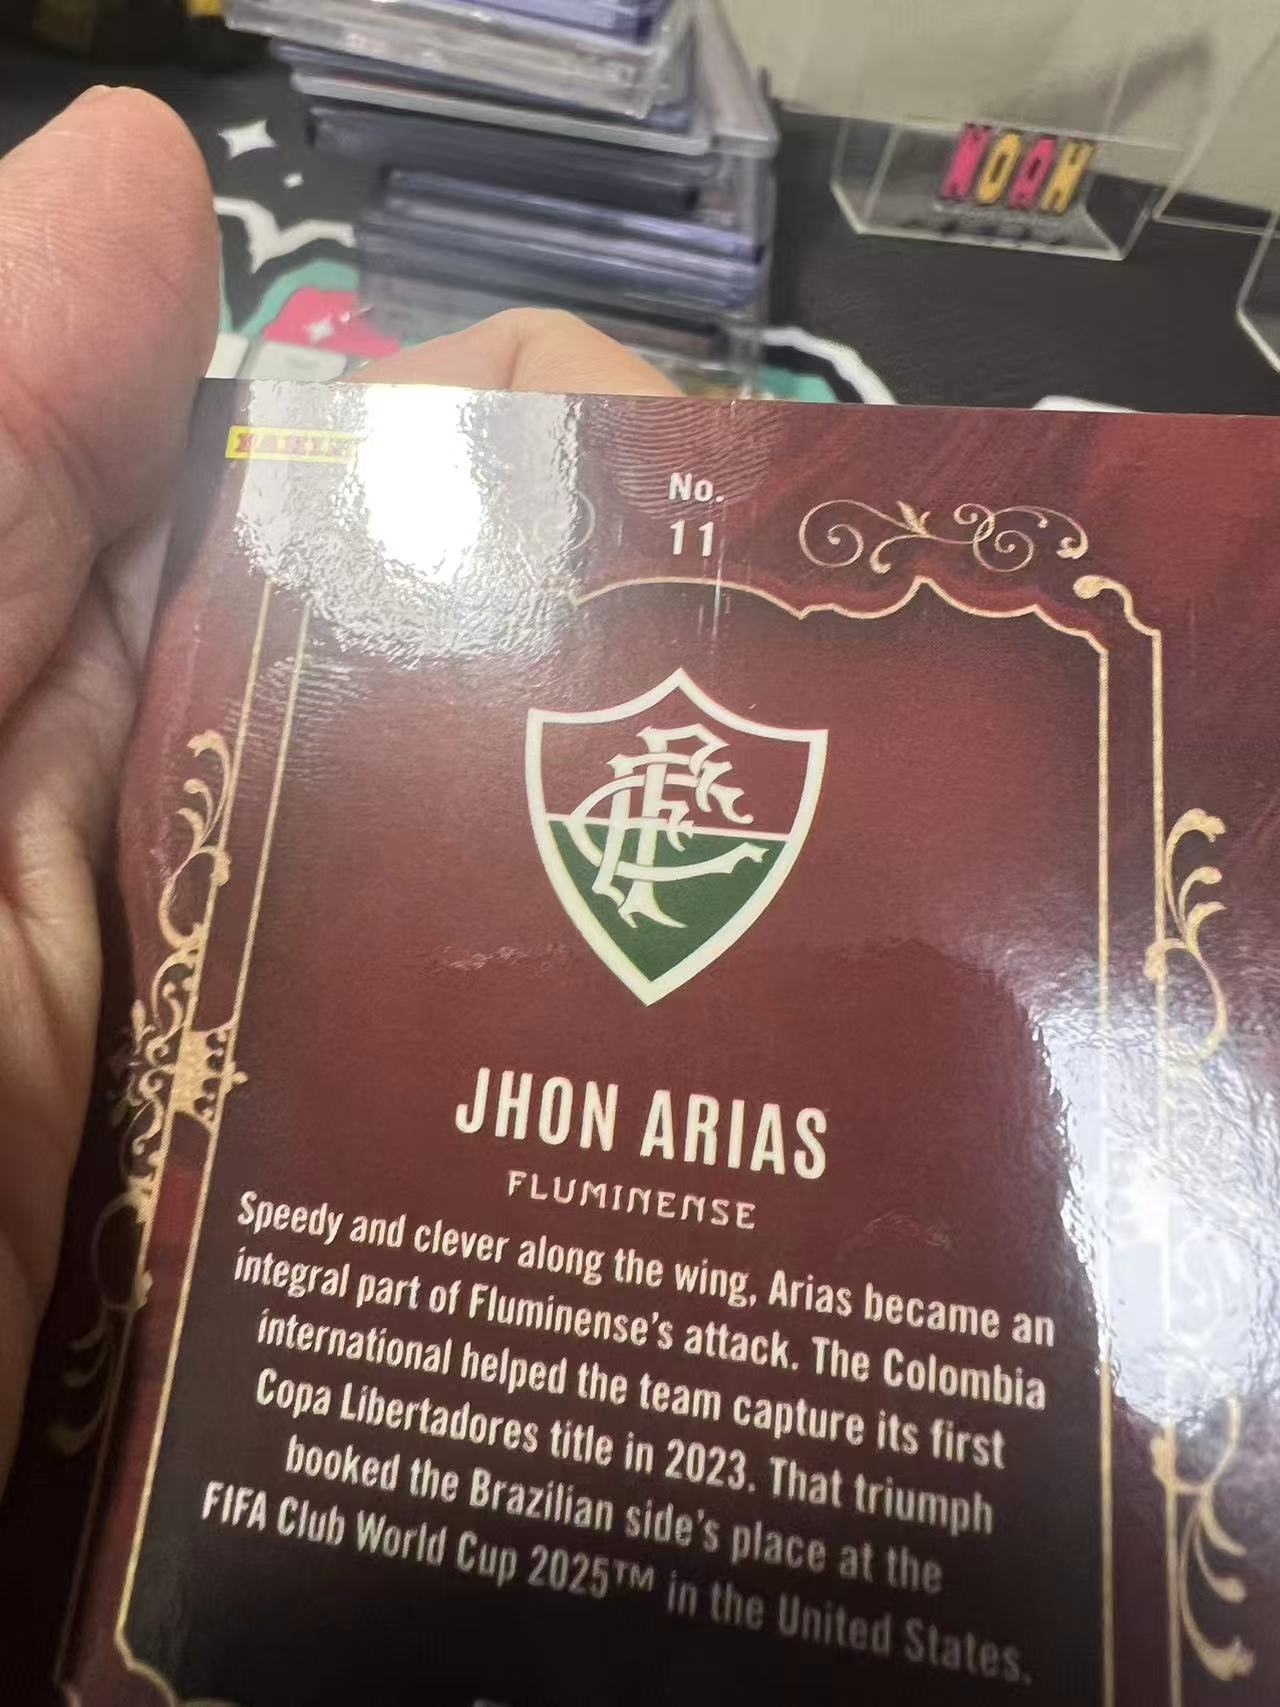 NOAH
PANINI
No.
11
JHON ARIAS
FLUMINENSE
Speedy and clever along the wing, Arias became an
integral part of Fluminense's attack. The Colombia
international helped the team capture its first
Copa Libertadores title in 2023. That triumph
booked the Brazilian side's place at the
FIFA Club World Cup 2025™ in the United States.